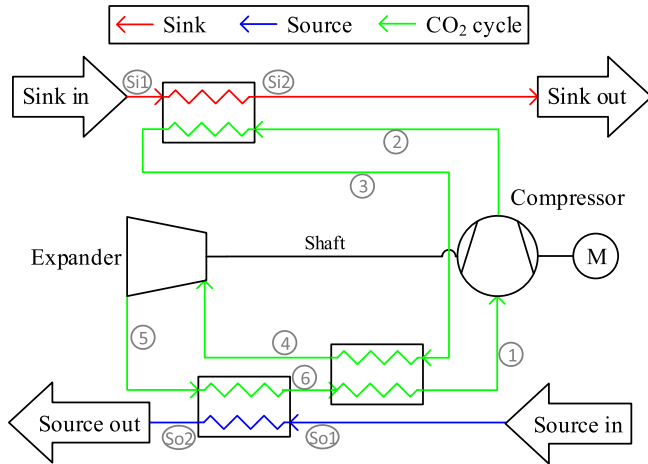 Sink Source CO₂ cycle
Si1 Si2
Sink in Sink out
2
3
Compressor
Shaft
Expander M
5 4 1
6
Source out So2 So1 Source in